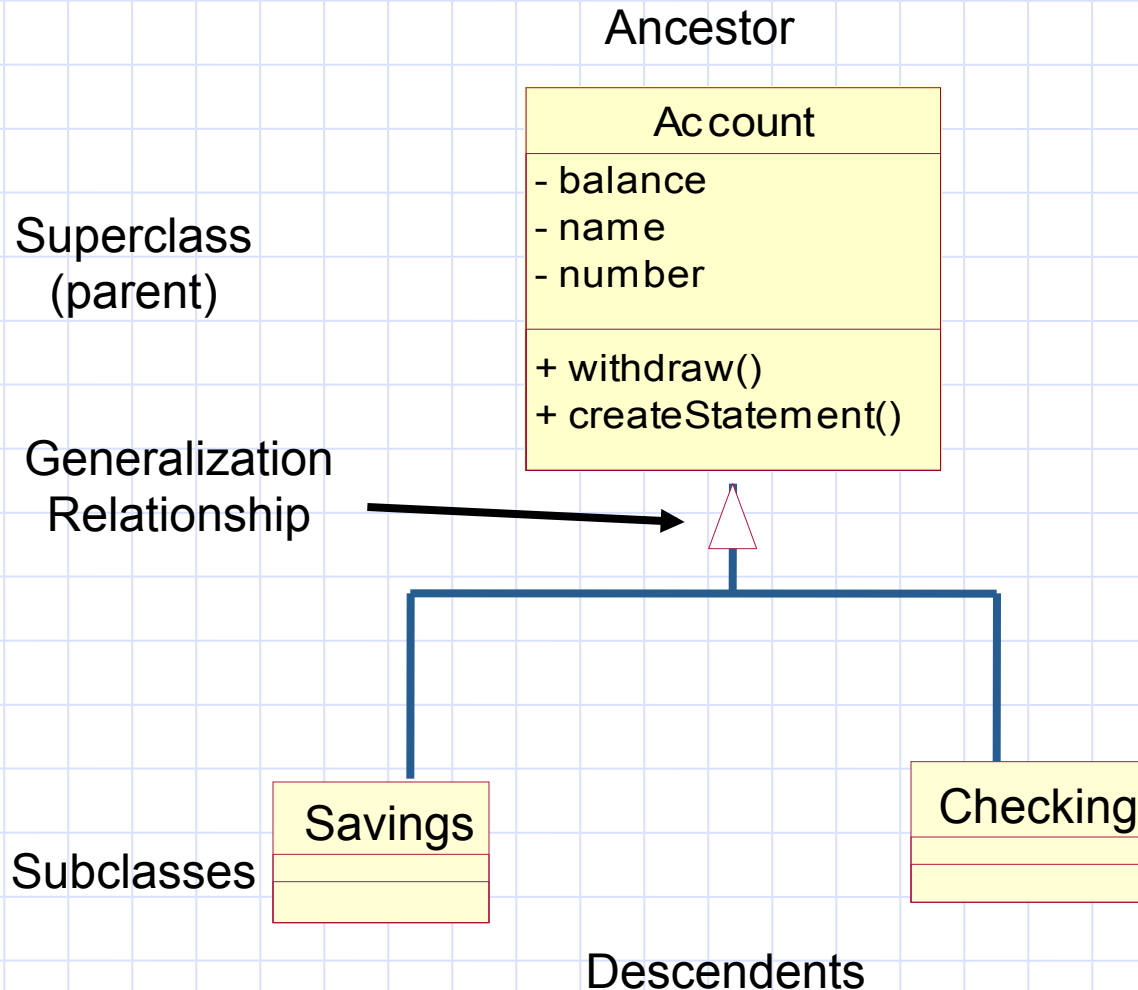 Ancestor
Account
- balance
- name
- number
Superclass
(parent)
+ withdraw()
+ createStatement()
Generalization
Relationship
Savings
Checking
Subclasses
Descendents